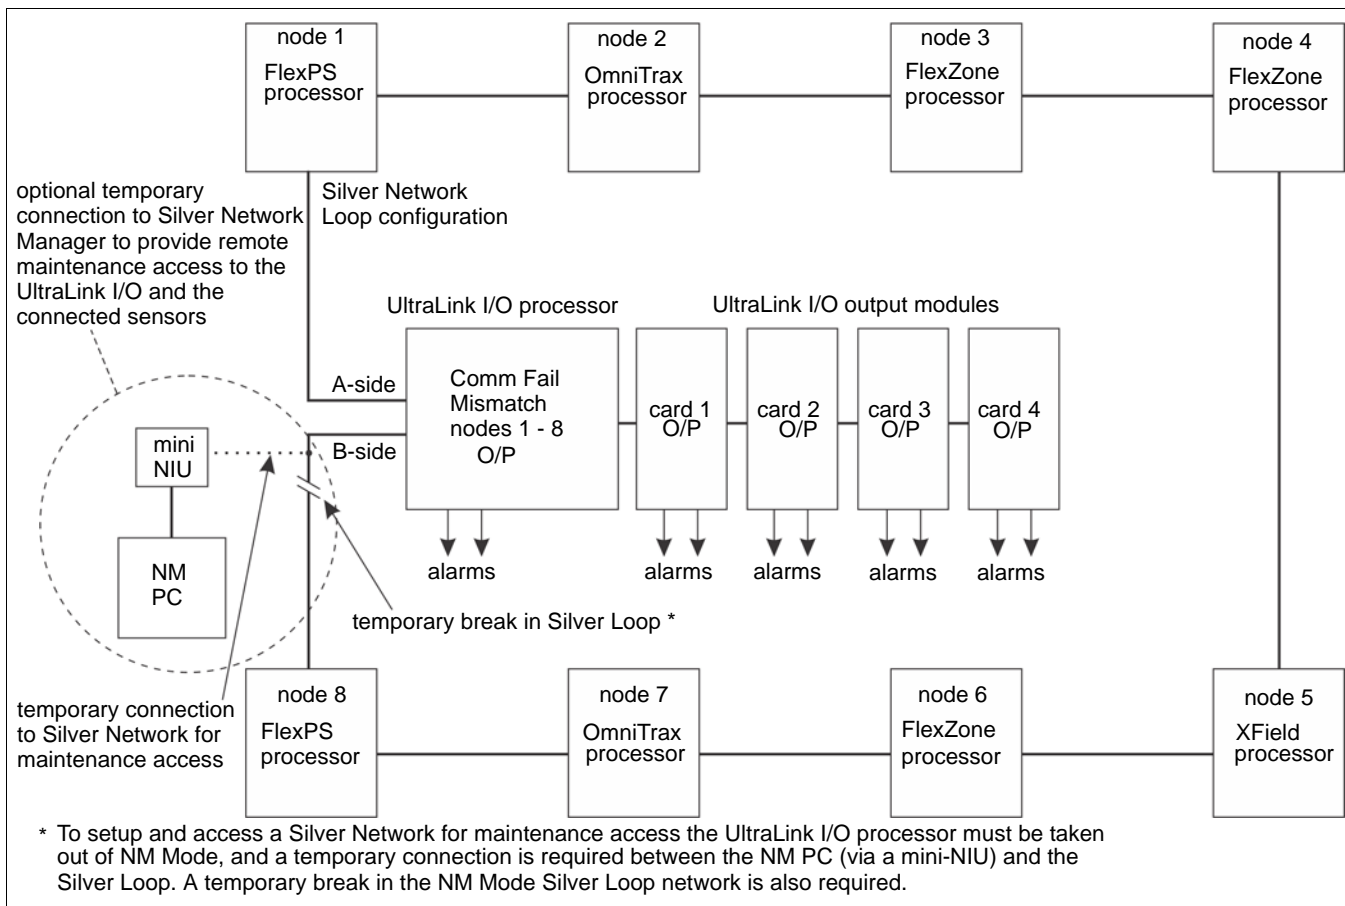 node 1
FlexPS
processor
node 2
OmniTrax
processor
node 3
FlexZone
processor
node 4
FlexZone
processor
optional temporary
connection to Silver Network
Manager to provide remote
maintenance access to the
UltraLink I/O and the
connected sensors
Silver Network
Loop configuration
UltraLink I/O processor
UltraLink I/O output modules
A-side
B-side
Comm Fail
Mismatch
nodes 1 - 8
O/P
card 1
O/P
card 2
O/P
card 3
O/P
card 4
O/P
mini
NIU
NM
PC
alarms
alarms
alarms
alarms
alarms
temporary break in Silver Loop *
temporary connection
to Silver Network for
maintenance access
node 8
FlexPS
processor
node 7
OmniTrax
processor
node 6
FlexZone
processor
node 5
XField
processor
* To setup and access a Silver Network for maintenance access the UltraLink I/O processor must be taken
out of NM Mode, and a temporary connection is required between the NM PC (via a mini-NIU) and the
Silver Loop. A temporary break in the NM Mode Silver Loop network is also required.